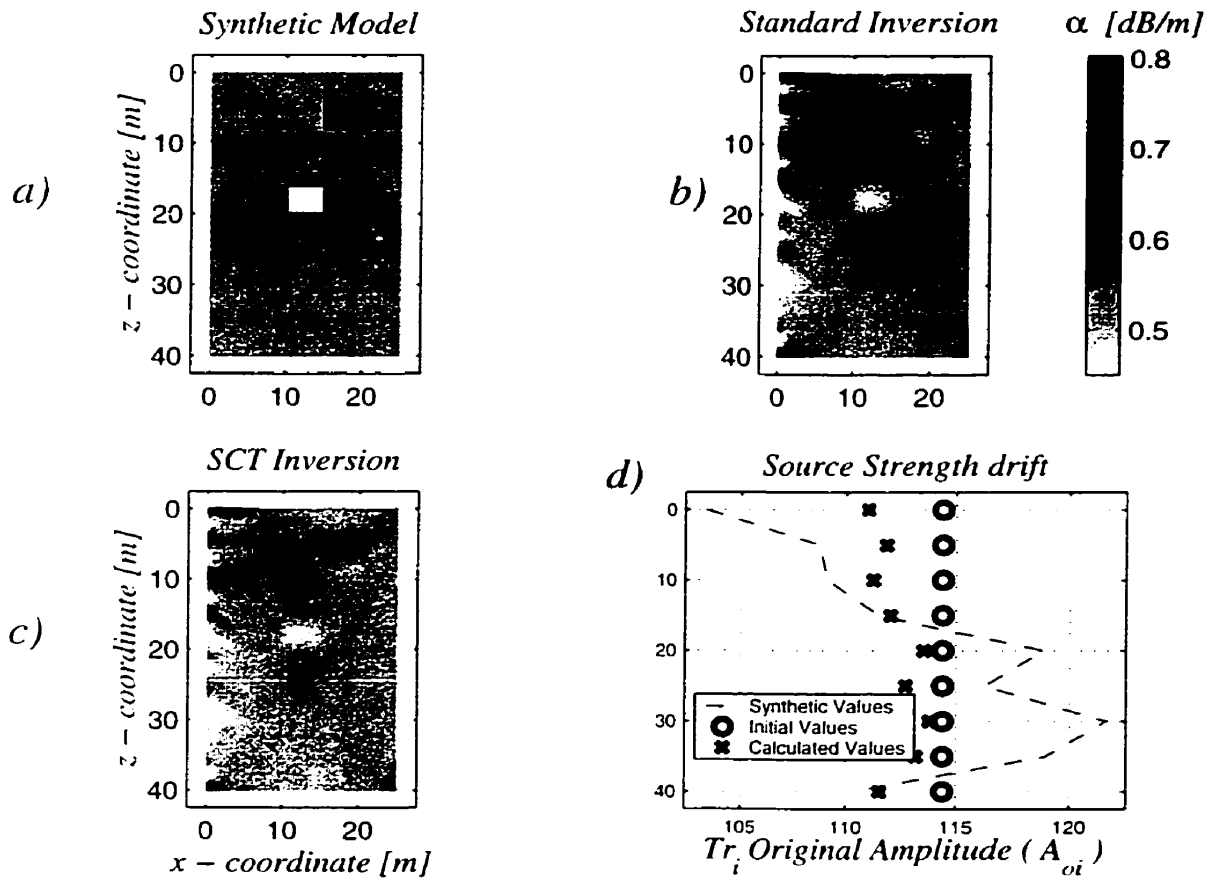 Synthetic Model
a)
z - coordinate [m]
0
10
20
30
40
0
10
20
Standard Inversion
b)
0
10
20
30
40
0
10
20
α [dB/m]
0.8
0.7
0.6
0.5
SCT Inversion
c)
z - coordinate [m]
0
10
20
30
40
0
10
20
x - coordinate [m]
d)
Source Strength drift
0
10
20
30
40
Synthetic Values
Initial Values
Calculated Values
105
110
115
120
Tr_i Original Amplitude ( A_oi )